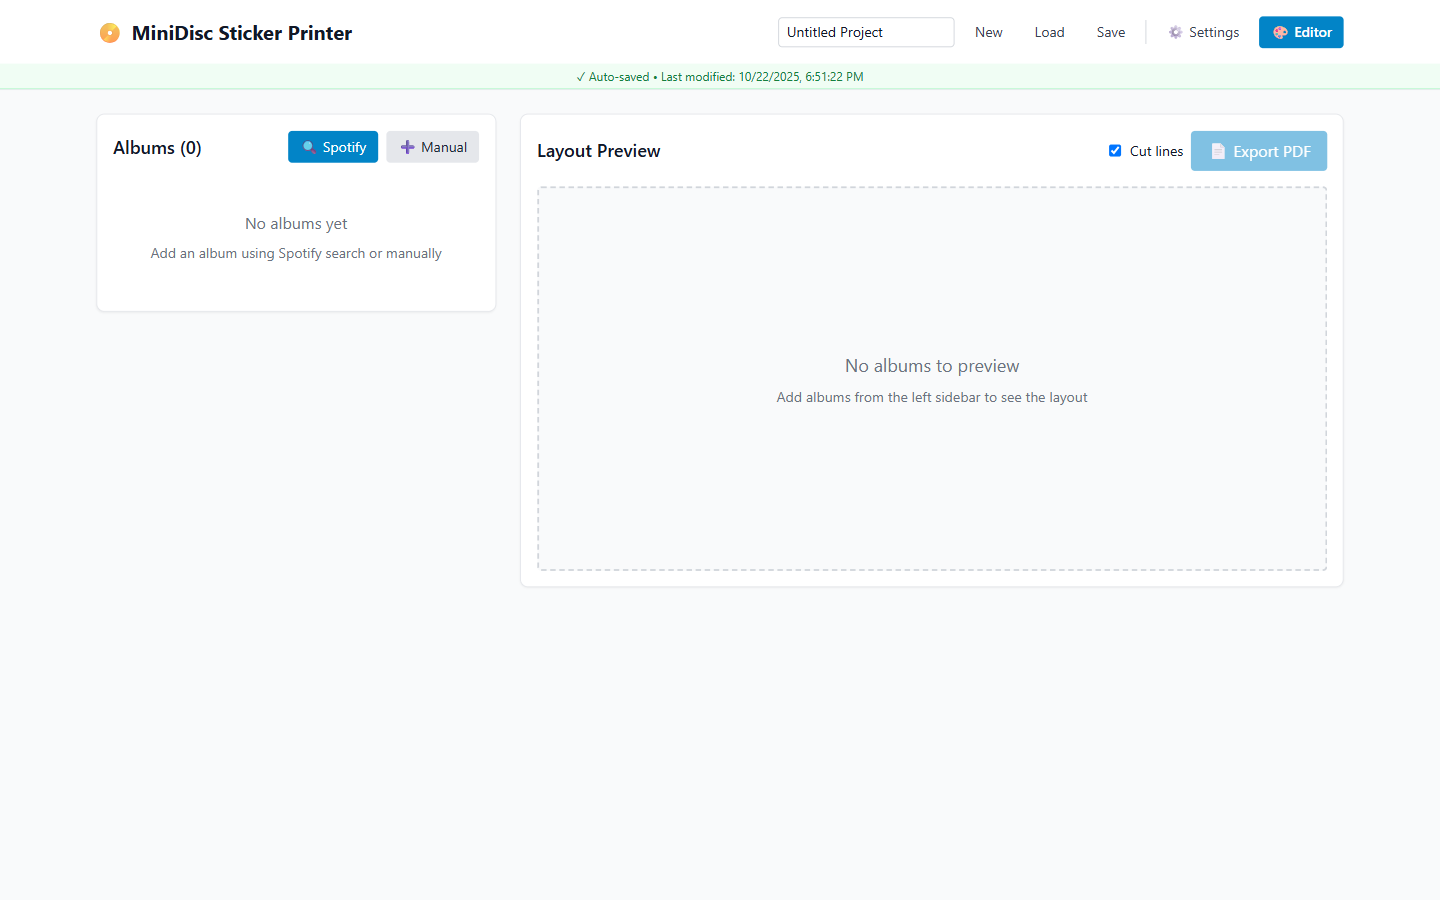 MiniDisc Sticker Printer
Untitled Project
New
Load
Save
Settings
Editor
✓ Auto-saved • Last modified: 10/22/2025, 6:51:22 PM
Albums (0)
Spotify
Manual
No albums yet
Add an album using Spotify search or manually
Layout Preview
Cut lines
Export PDF
No albums to preview
Add albums from the left sidebar to see the layout